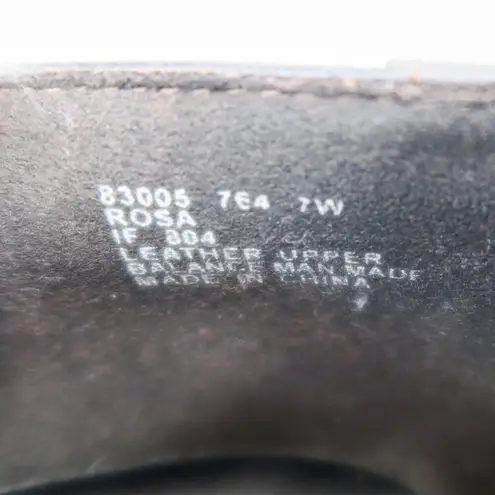 83005 7E4 7W
ROSA
IF 804
LEATHER UPPER
BALANCE MAN MADE
MADE IN CHINA